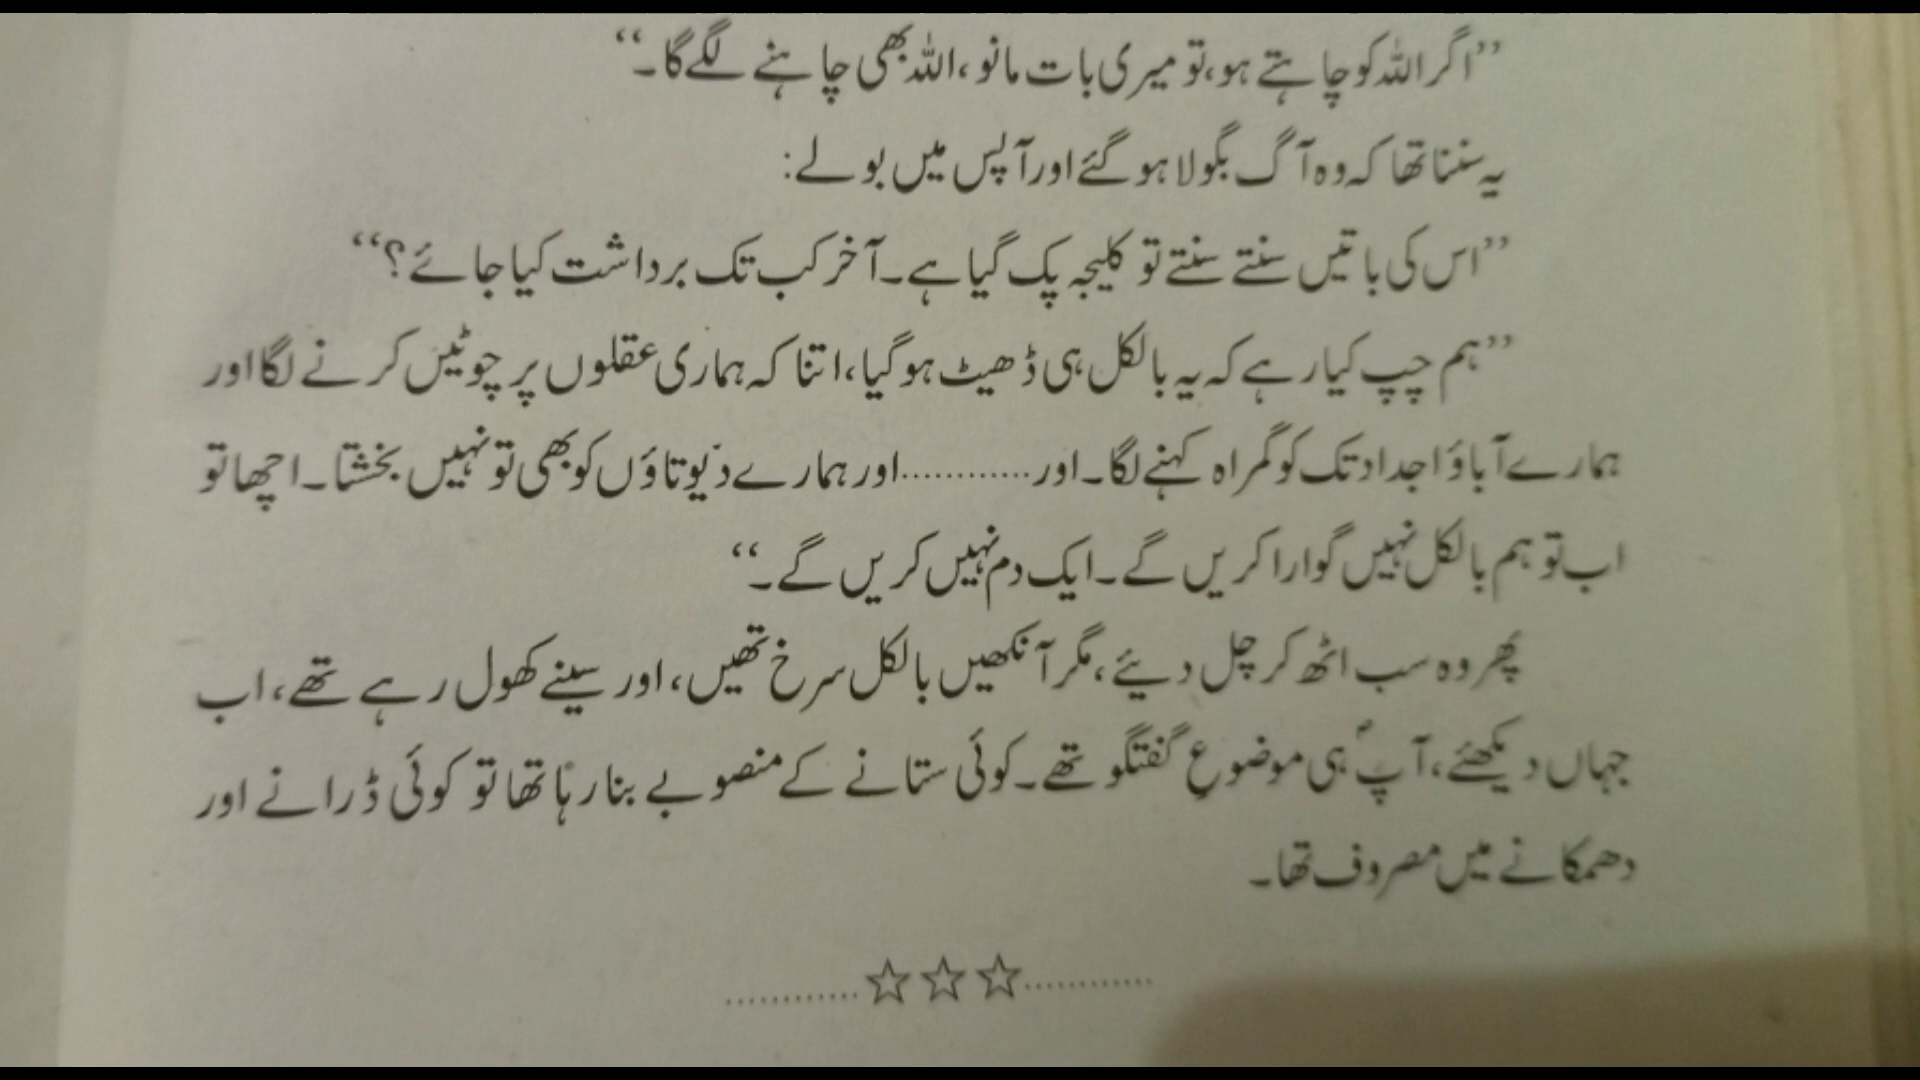 ”اگر اللہ کو چاہتے ہو، تو میری بات مانو، اللہ بھی چاہنے لگے گا۔“
یہ سننا تھا کہ وہ آگ بگولا ہو گئے اور آپس میں بولے:
”اس کی باتیں سنتے سنتے تو کلیجہ پک گیا ہے۔ آخر کب تک برداشت کیا جائے؟“
”ہم چپ کیا رہے کہ یہ بالکل ہی ڈھیٹ ہو گیا، اتنا کہ ہماری عقلوں پر چوٹیں کرنے لگا اور
ہمارے آباؤ اجداد تک کو گمراہ کہنے لگا۔ اور............ اور ہمارے دیوتاؤں کو بھی تو نہیں بخشتا۔ اچھا تو
اب تو ہم بالکل نہیں گوارا کریں گے۔ ایک دم نہیں کریں گے۔“
پھر وہ سب اٹھ کر چل دیئے، مگر آنکھیں بالکل سرخ تھیں، اور سینے کھول رہے تھے، اب
جہاں دیکھئے، آپؐ ہی موضوعِ گفتگو تھے۔ کوئی ستانے کے منصوبے بنا رہا تھا تو کوئی ڈرانے اور
دھمکانے میں مصروف تھا۔
............☆☆☆............